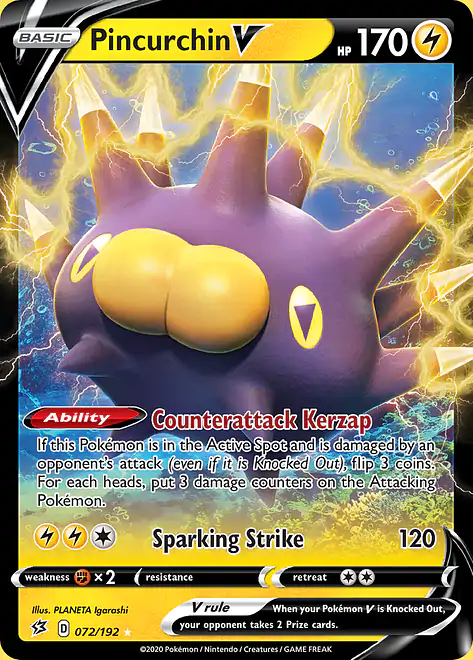 BASIC Pincurchin V HP 170
Ability Counterattack Kerzap
If this Pokémon is in the Active Spot and is damaged by an
opponent's attack (even if it is Knocked Out), flip 3 coins.
For each heads, put 3 damage counters on the Attacking
Pokémon.
Sparking Strike 120
weakness ×2 resistance retreat
Illus. PLANETA Igarashi
V rule When your Pokémon V is Knocked Out,
your opponent takes 2 Prize cards.
D 072/192
©2020 Pokémon / Nintendo / Creatures / GAME FREAK